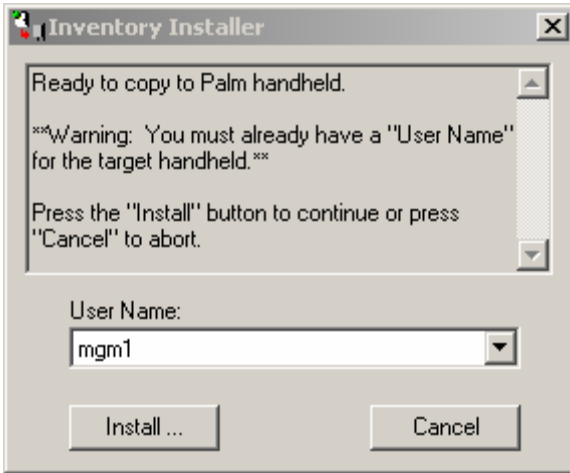 Inventory Installer
Ready to copy to Palm handheld.
**Warning:  You must already have a "User Name"
for the target handheld.**
Press the "Install" button to continue or press
"Cancel" to abort.
User Name:
mgm1
Install ...
Cancel